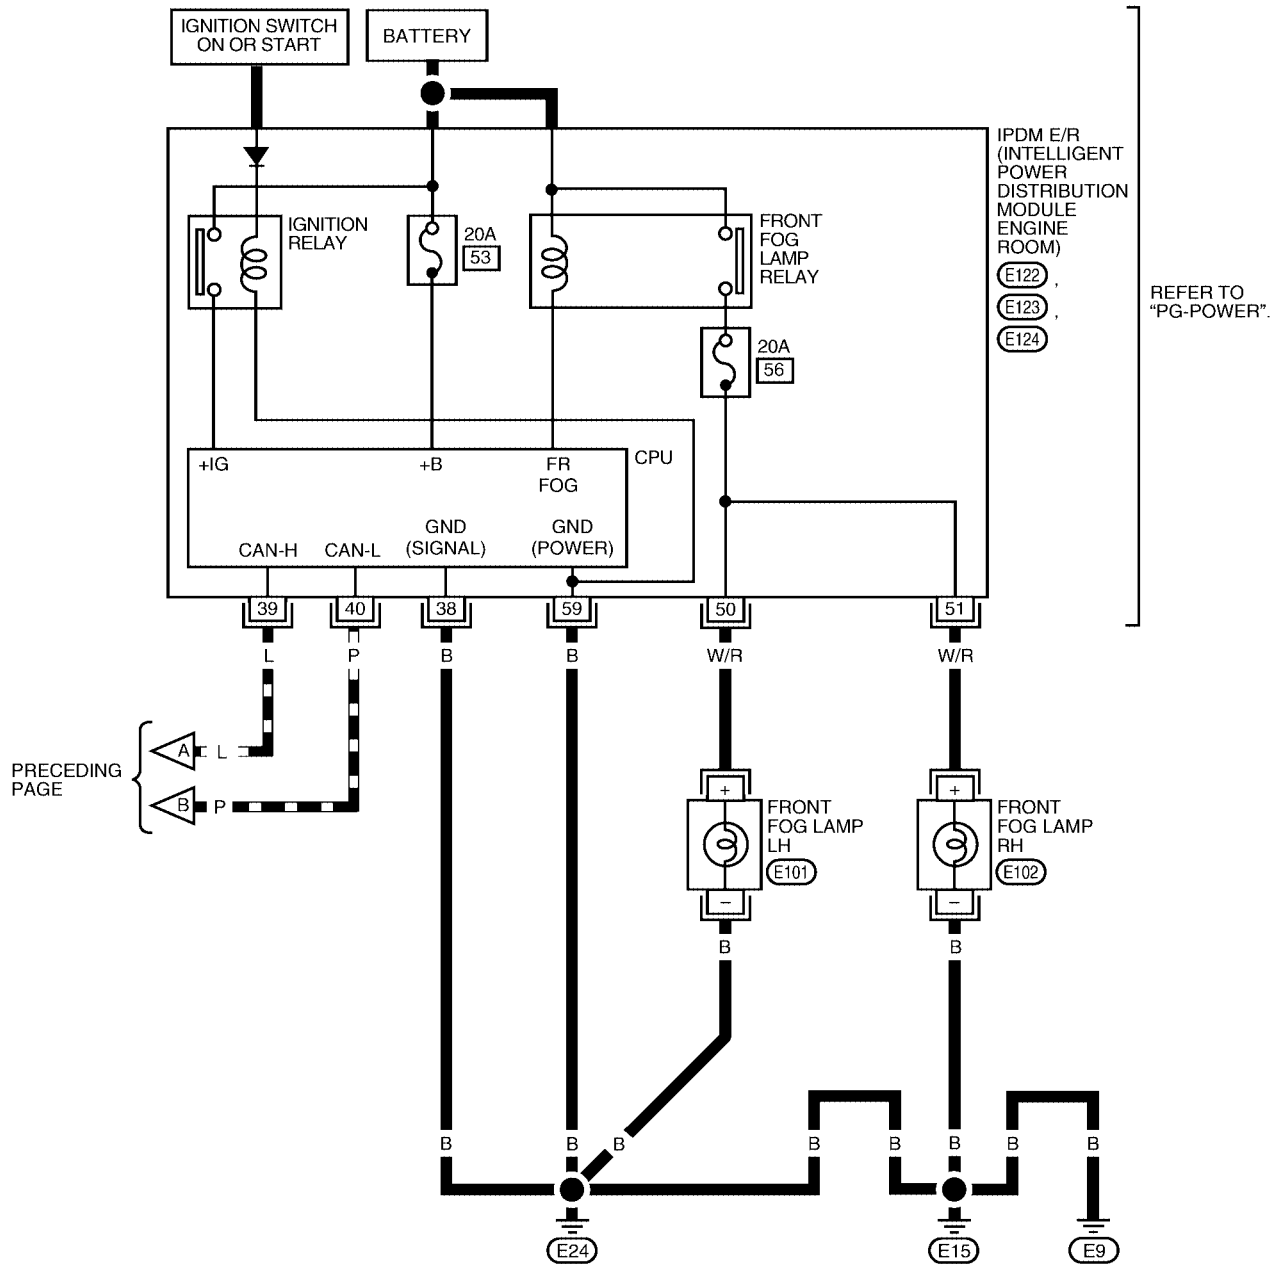 IGNITION SWITCH
ON OR START
BATTERY
IPDM E/R
(INTELLIGENT
POWER
DISTRIBUTION
MODULE
ENGINE
ROOM)
E122 ,
E123 ,
E124
REFER TO
“PG-POWER”.
IGNITION
RELAY
20A
53
FRONT
FOG
LAMP
RELAY
20A
56
CPU
+IG
+B
FR
FOG
CAN-H
CAN-L
GND
(SIGNAL)
GND
(POWER)
39 40 38 59 50 51
L P B B W/R W/R
PRECEDING
PAGE
A L
B P
+
FRONT
FOG LAMP
LH
E101
–
+
FRONT
FOG LAMP
RH
E102
–
B B
B B B B B B B B
E24 E15 E9